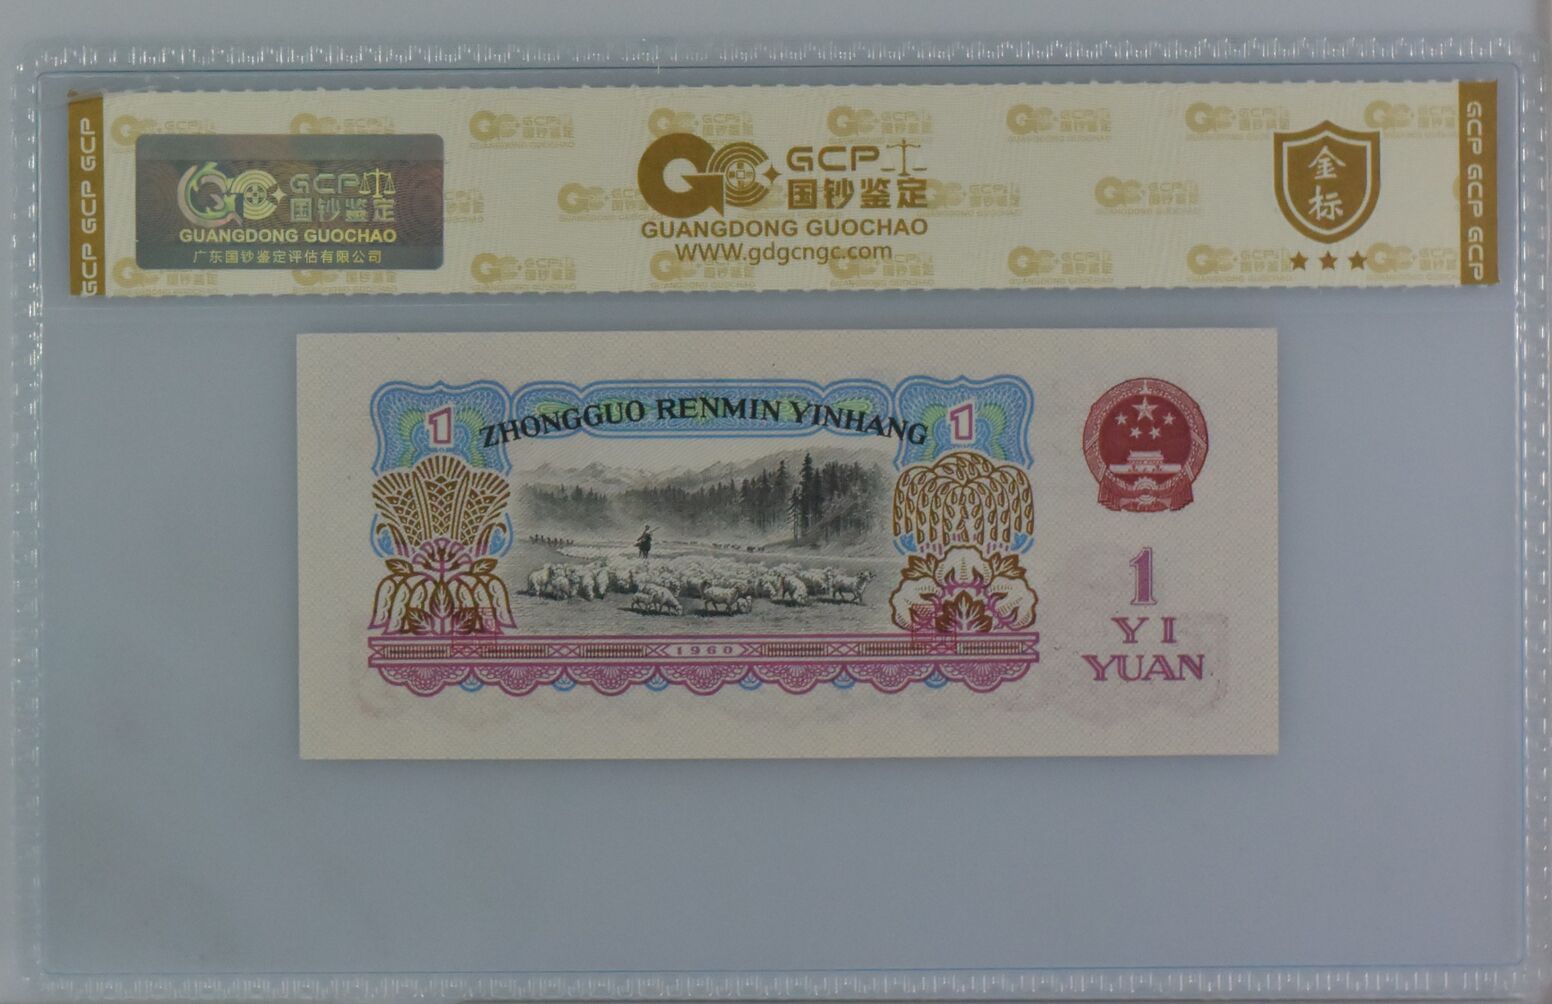 GCP GCP GCP
GCP
国钞鉴定
GUANGDONG GUOCHAO
广东国钞鉴定评估有限公司
GCP
国钞鉴定
GUANGDONG GUOCHAO
WWW.gdgcngc.com
金标
GCP GCP GCP
ZHONGGUO RENMIN YINHANG
1
1
1960
1
YI
YUAN